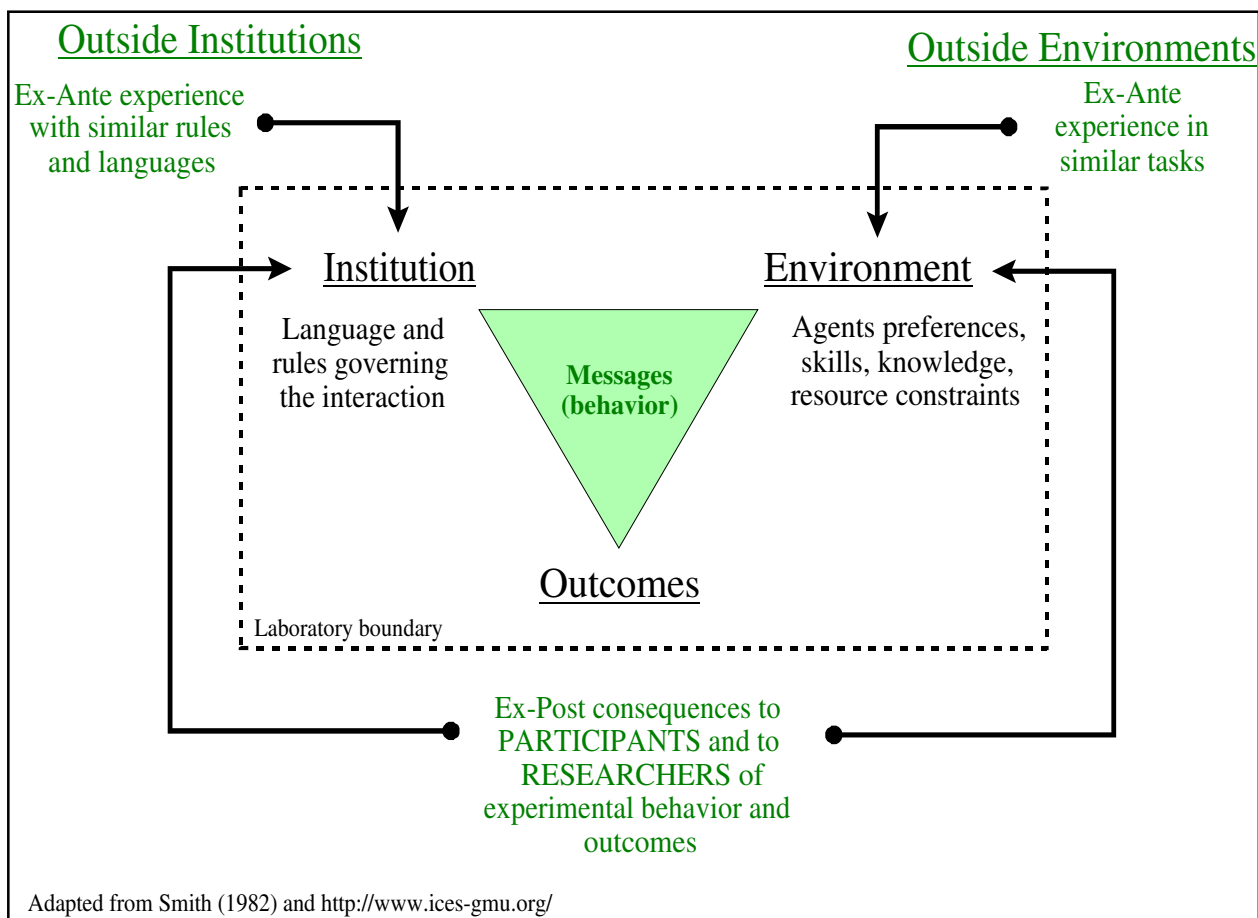 Outside Institutions
Ex-Ante experience
with similar rules
and languages
Outside Environments
Ex-Ante
experience in
similar tasks
Institution
Language and
rules governing
the interaction
Environment
Agents preferences,
skills, knowledge,
resource constraints
Messages
(behavior)
Outcomes
Laboratory boundary
Ex-Post consequences to
PARTICIPANTS and to
RESEARCHERS of
experimental behavior and
outcomes
Adapted from Smith (1982) and http://www.ices-gmu.org/